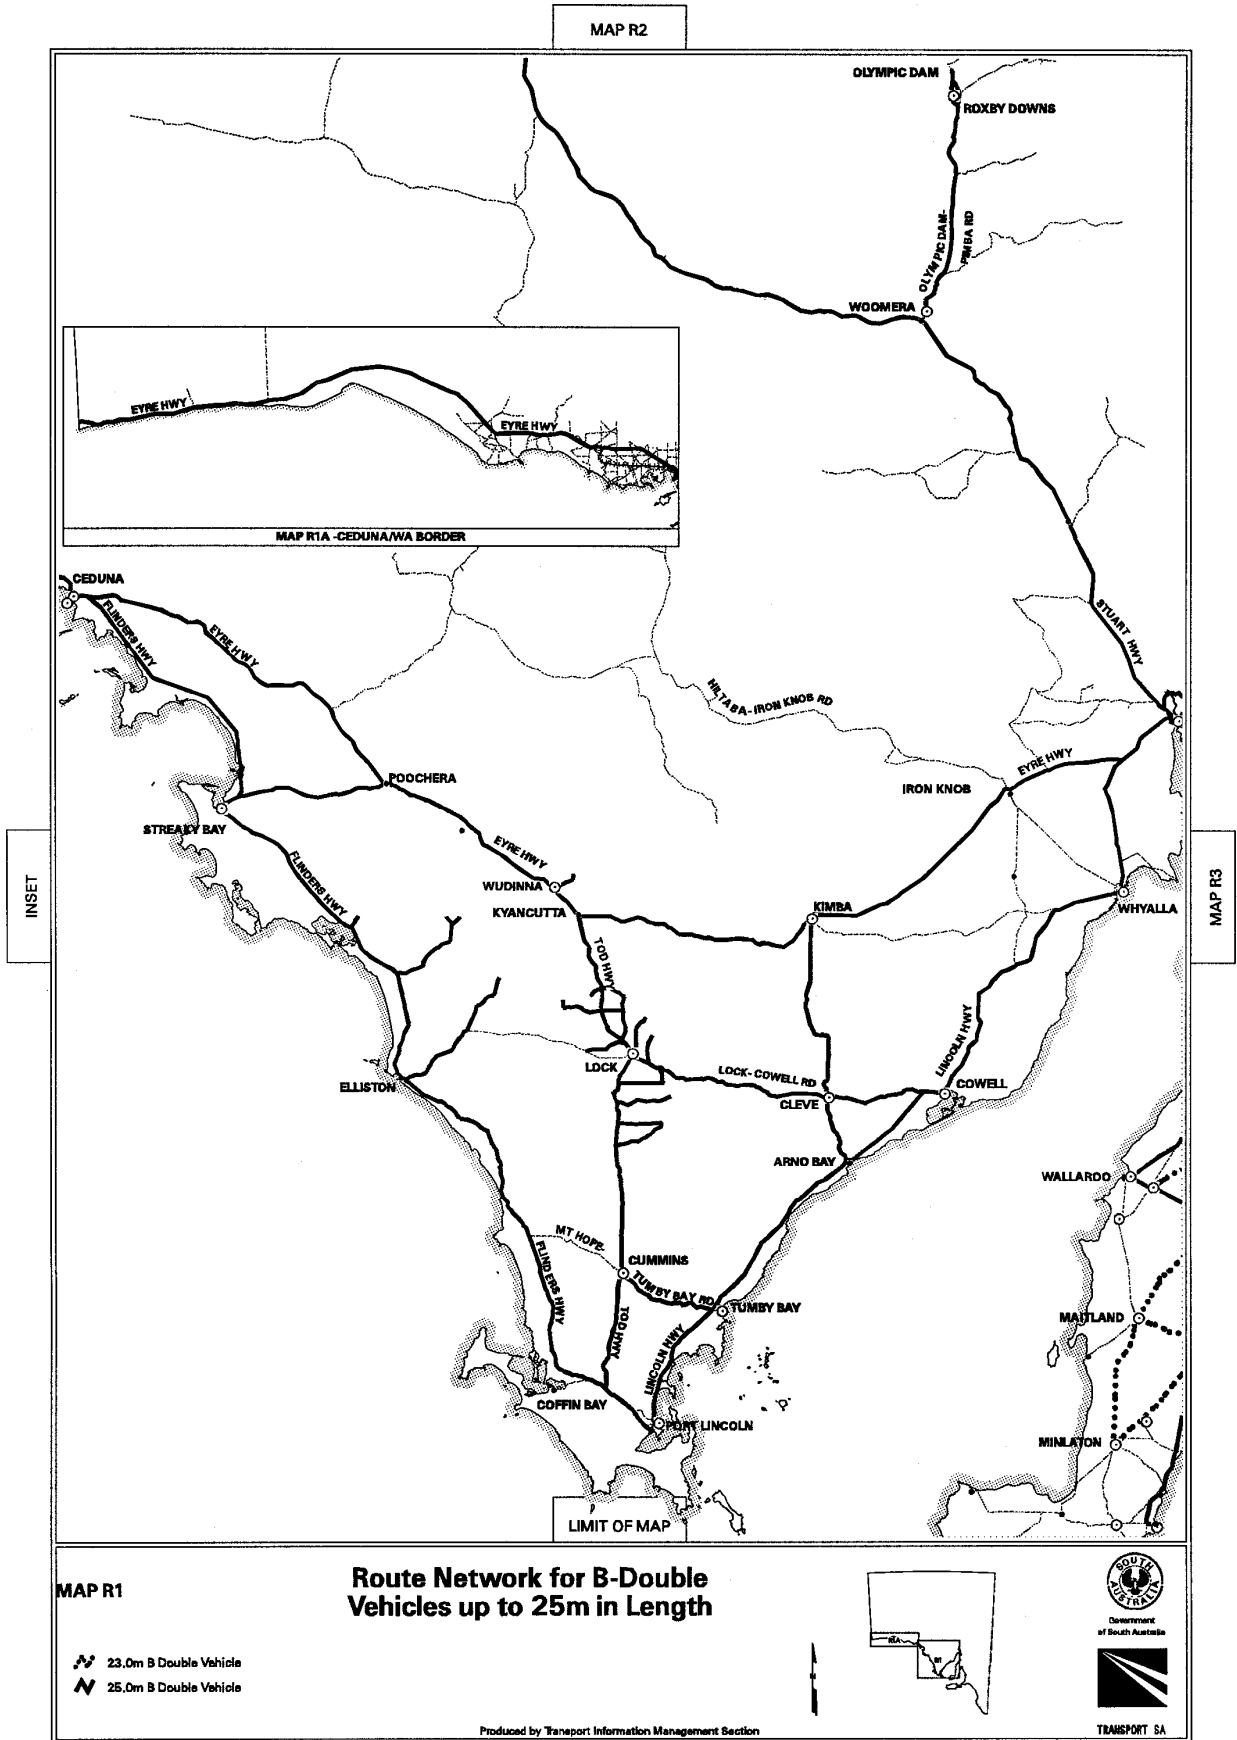 MAP R2
OLYMPIC DAM
ROXBY DOWNS
OLYMPIC DAM-
PIMBA RD
WOOMERA
EYRE HWY
EYRE HWY
MAP R1A -CEDUNA/WA BORDER
CEDUNA
FLINDERS HWY
EYRE HWY
STUART HWY
HILTABA-IRON KNOB RD
EYRE HWY
POOCHERA
IRON KNOB
STREAKY BAY
EYRE HWY
FLINDERS HWY
WUDINNA
INSET
MAP R3
KYANCUTTA
KIMBA
WHYALLA
TOD HWY
LINCOLN HWY
LOCK
LOCK-COWELL RD
ELLISTON
COWELL
CLEVE
ARNO BAY
WALLAROO
MT HOPE-
FLINDERS HWY
CUMMINS
TUMBY BAY RD
TUMBY BAY
TOD HWY
MAITLAND
LINCOLN HWY
COFFIN BAY
PORT LINCOLN
MINLATON
LIMIT OF MAP
MAP R1
Route Network for B-Double
Vehicles up to 25m in Length
23.0m B Double Vehicle
25.0m B Double Vehicle
R1A
R1
N
SOUTH
AUSTRALIA
Government
of South Australia
TRANSPORT SA
Produced by Transport Information Management Section